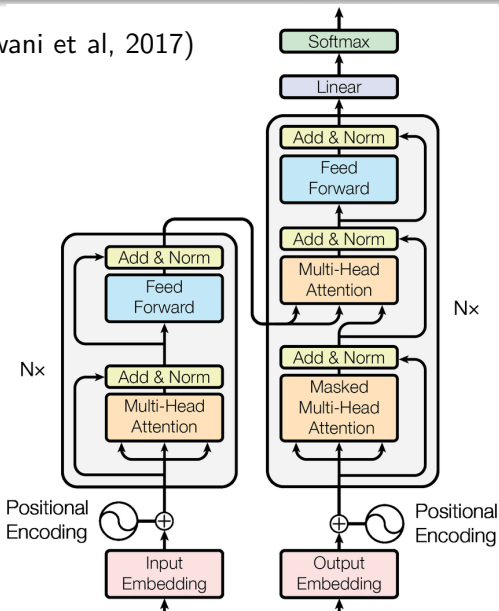 wani et al, 2017)
Softmax
Linear
Add & Norm
Feed
Forward
Add & Norm
Multi-Head
Attention
Add & Norm
Masked
Multi-Head
Attention
N×
Add & Norm
Feed
Forward
Add & Norm
Multi-Head
Attention
N×
Positional
Encoding
Positional
Encoding
Input
Embedding
Output
Embedding